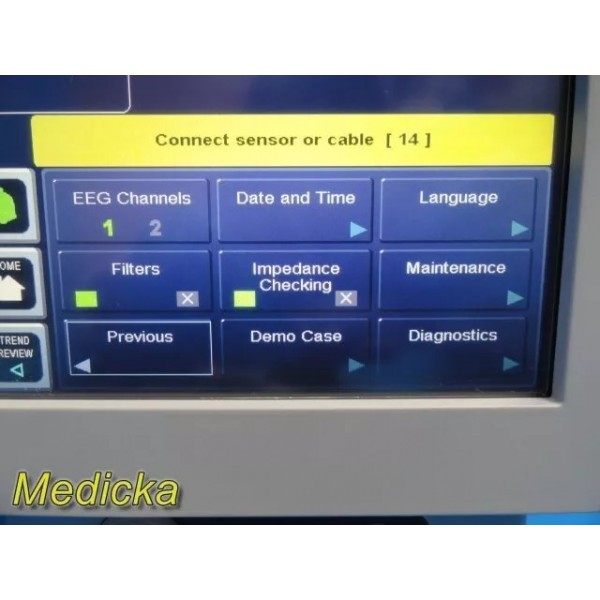 Connect sensor or cable [ 14 ]
EEG Channels
1 2
Date and Time
Language
OME
Filters
X
Impedance
Checking
X
Maintenance
TREND
REVIEW
Previous
Demo Case
Diagnostics
Medicka